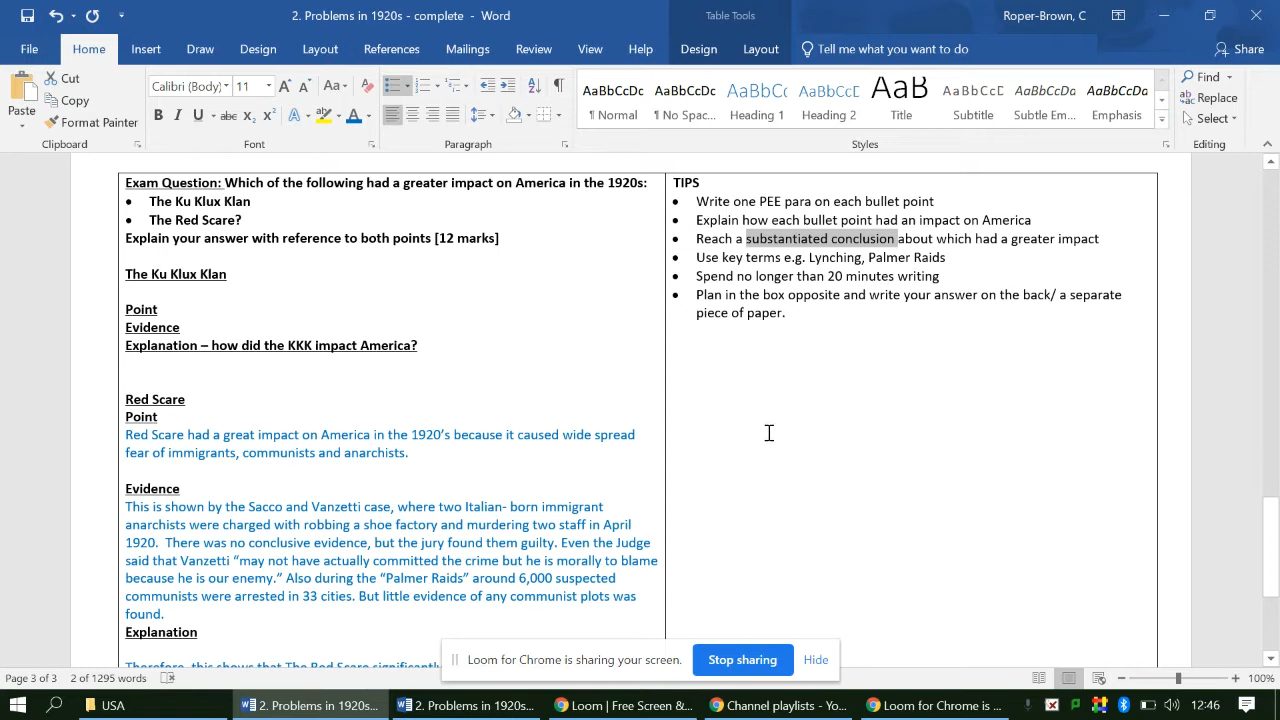 2. Problems in 1920s - complete - Word
Table Tools
Roper-Brown, C
File Home Insert Draw Design Layout References Mailings Review View Help Design Layout Tell me what you want to do Share
Paste
Cut
Copy
Format Painter
Calibri (Body) 11
AaBbCcDc AaBbCcDc AaBbCc AaBbCcD AaB AaBbCcD AaBbCcDa AaBbCcDa
¶ Normal ¶ No Spac... Heading 1 Heading 2 Title Subtitle Subtle Em... Emphasis
Find
Replace
Select
Clipboard Font Paragraph Styles Editing
Exam Question: Which of the following had a greater impact on America in the 1920s:
• The Ku Klux Klan
• The Red Scare?
Explain your answer with reference to both points [12 marks]
The Ku Klux Klan
Point
Evidence
Explanation – how did the KKK impact America?
Red Scare
Point
Red Scare had a great impact on America in the 1920’s because it caused wide spread
fear of immigrants, communists and anarchists.
Evidence
This is shown by the Sacco and Vanzetti case, where two Italian- born immigrant
anarchists were charged with robbing a shoe factory and murdering two staff in April
1920.  There was no conclusive evidence, but the jury found them guilty. Even the Judge
said that Vanzetti “may not have actually committed the crime but he is morally to blame
because he is our enemy.” Also during the “Palmer Raids” around 6,000 suspected
communists were arrested in 33 cities. But little evidence of any communist plots was
found.
Explanation
Therefore, this shows that The Red Scare significantly
TIPS
• Write one PEE para on each bullet point
• Explain how each bullet point had an impact on America
• Reach a substantiated conclusion about which had a greater impact
• Use key terms e.g. Lynching, Palmer Raids
• Spend no longer than 20 minutes writing
• Plan in the box opposite and write your answer on the back/ a separate
piece of paper.
Loom for Chrome is sharing your screen. Stop sharing Hide
Page 3 of 3 2 of 1295 words 100%
USA 2. Problems in 1920s... 2. Problems in 1920s... Loom | Free Screen &... Channel playlists - Yo... Loom for Chrome is ... 12:46